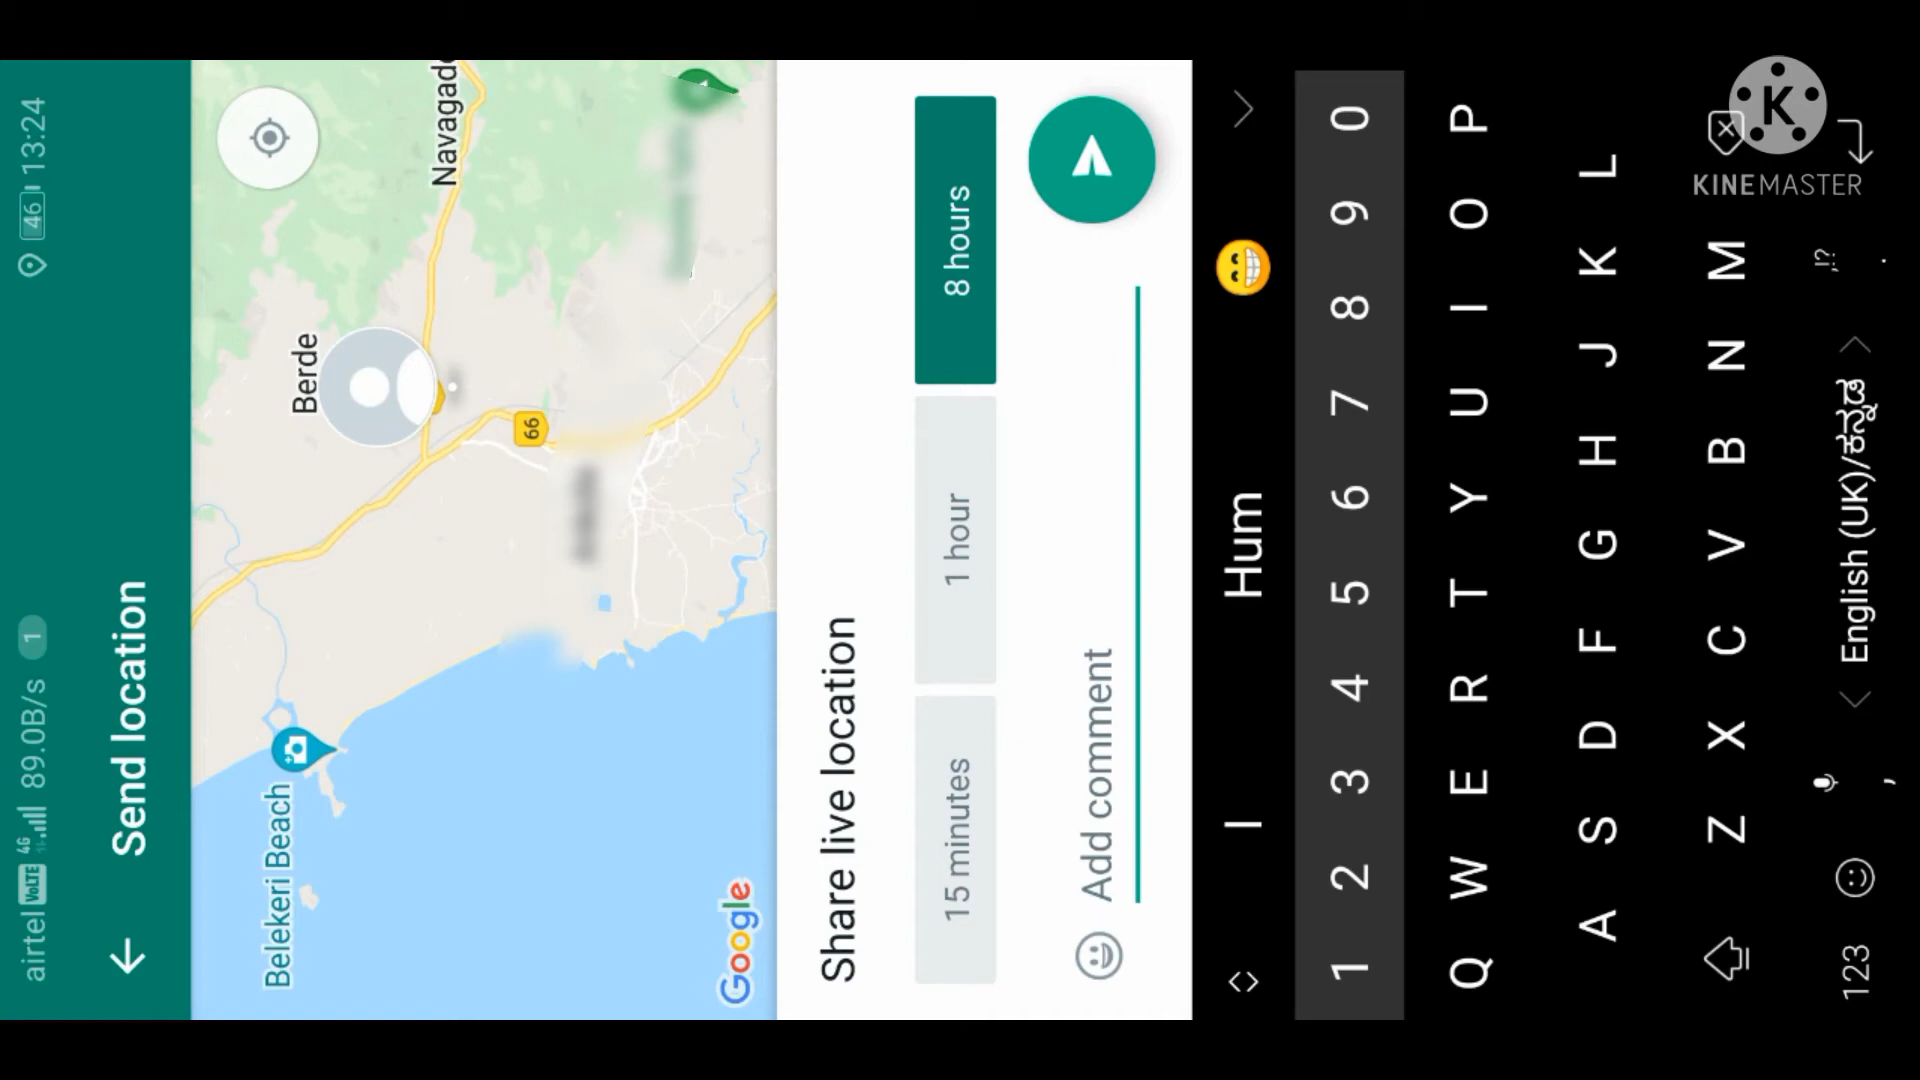 airtel VoLTE 4G 89.0B/s 1 46 13:24
Send location
Navagad
Berde
66
Belekeri Beach
Google
Share live location
15 minutes 1 hour 8 hours
Add comment
I Hum 😁
1 2 3 4 5 6 7 8 9 0
Q W E R T Y U I O P
A S D F G H J K L
Z X C V B N M
123 , English (UK)/ಕನ್ನಡ ,!? .
K
KINEMASTER